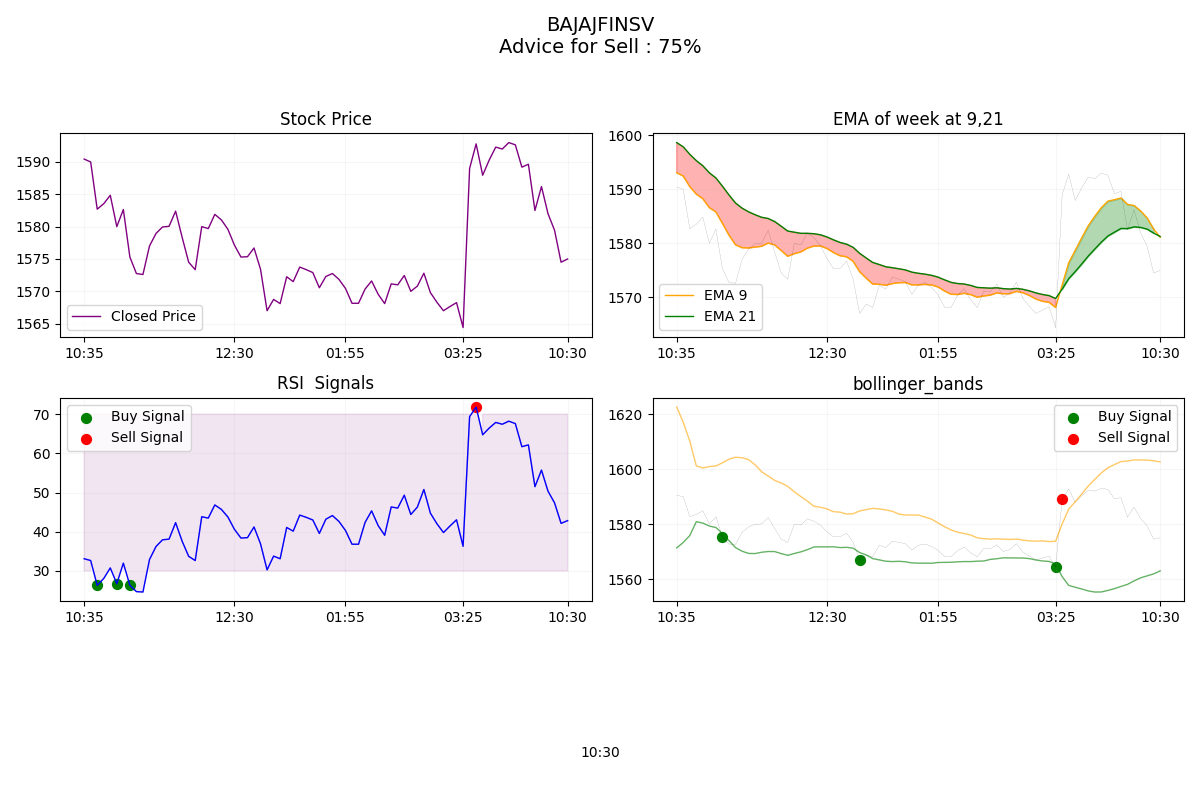 BAJAJFINSV
Advice for Sell : 75%
Stock Price
1590
1585
1580
1575
1570
1565
Closed Price
10:35 12:30 01:55 03:25 10:30
EMA of week at 9,21
1600
1590
1580
1570
EMA 9
EMA 21
10:35 12:30 01:55 03:25 10:30
RSI  Signals
70
60
50
40
30
Buy Signal
Sell Signal
10:35 12:30 01:55 03:25 10:30
bollinger_bands
1620
1600
1580
1560
Buy Signal
Sell Signal
10:35 12:30 01:55 03:25 10:30
10:30